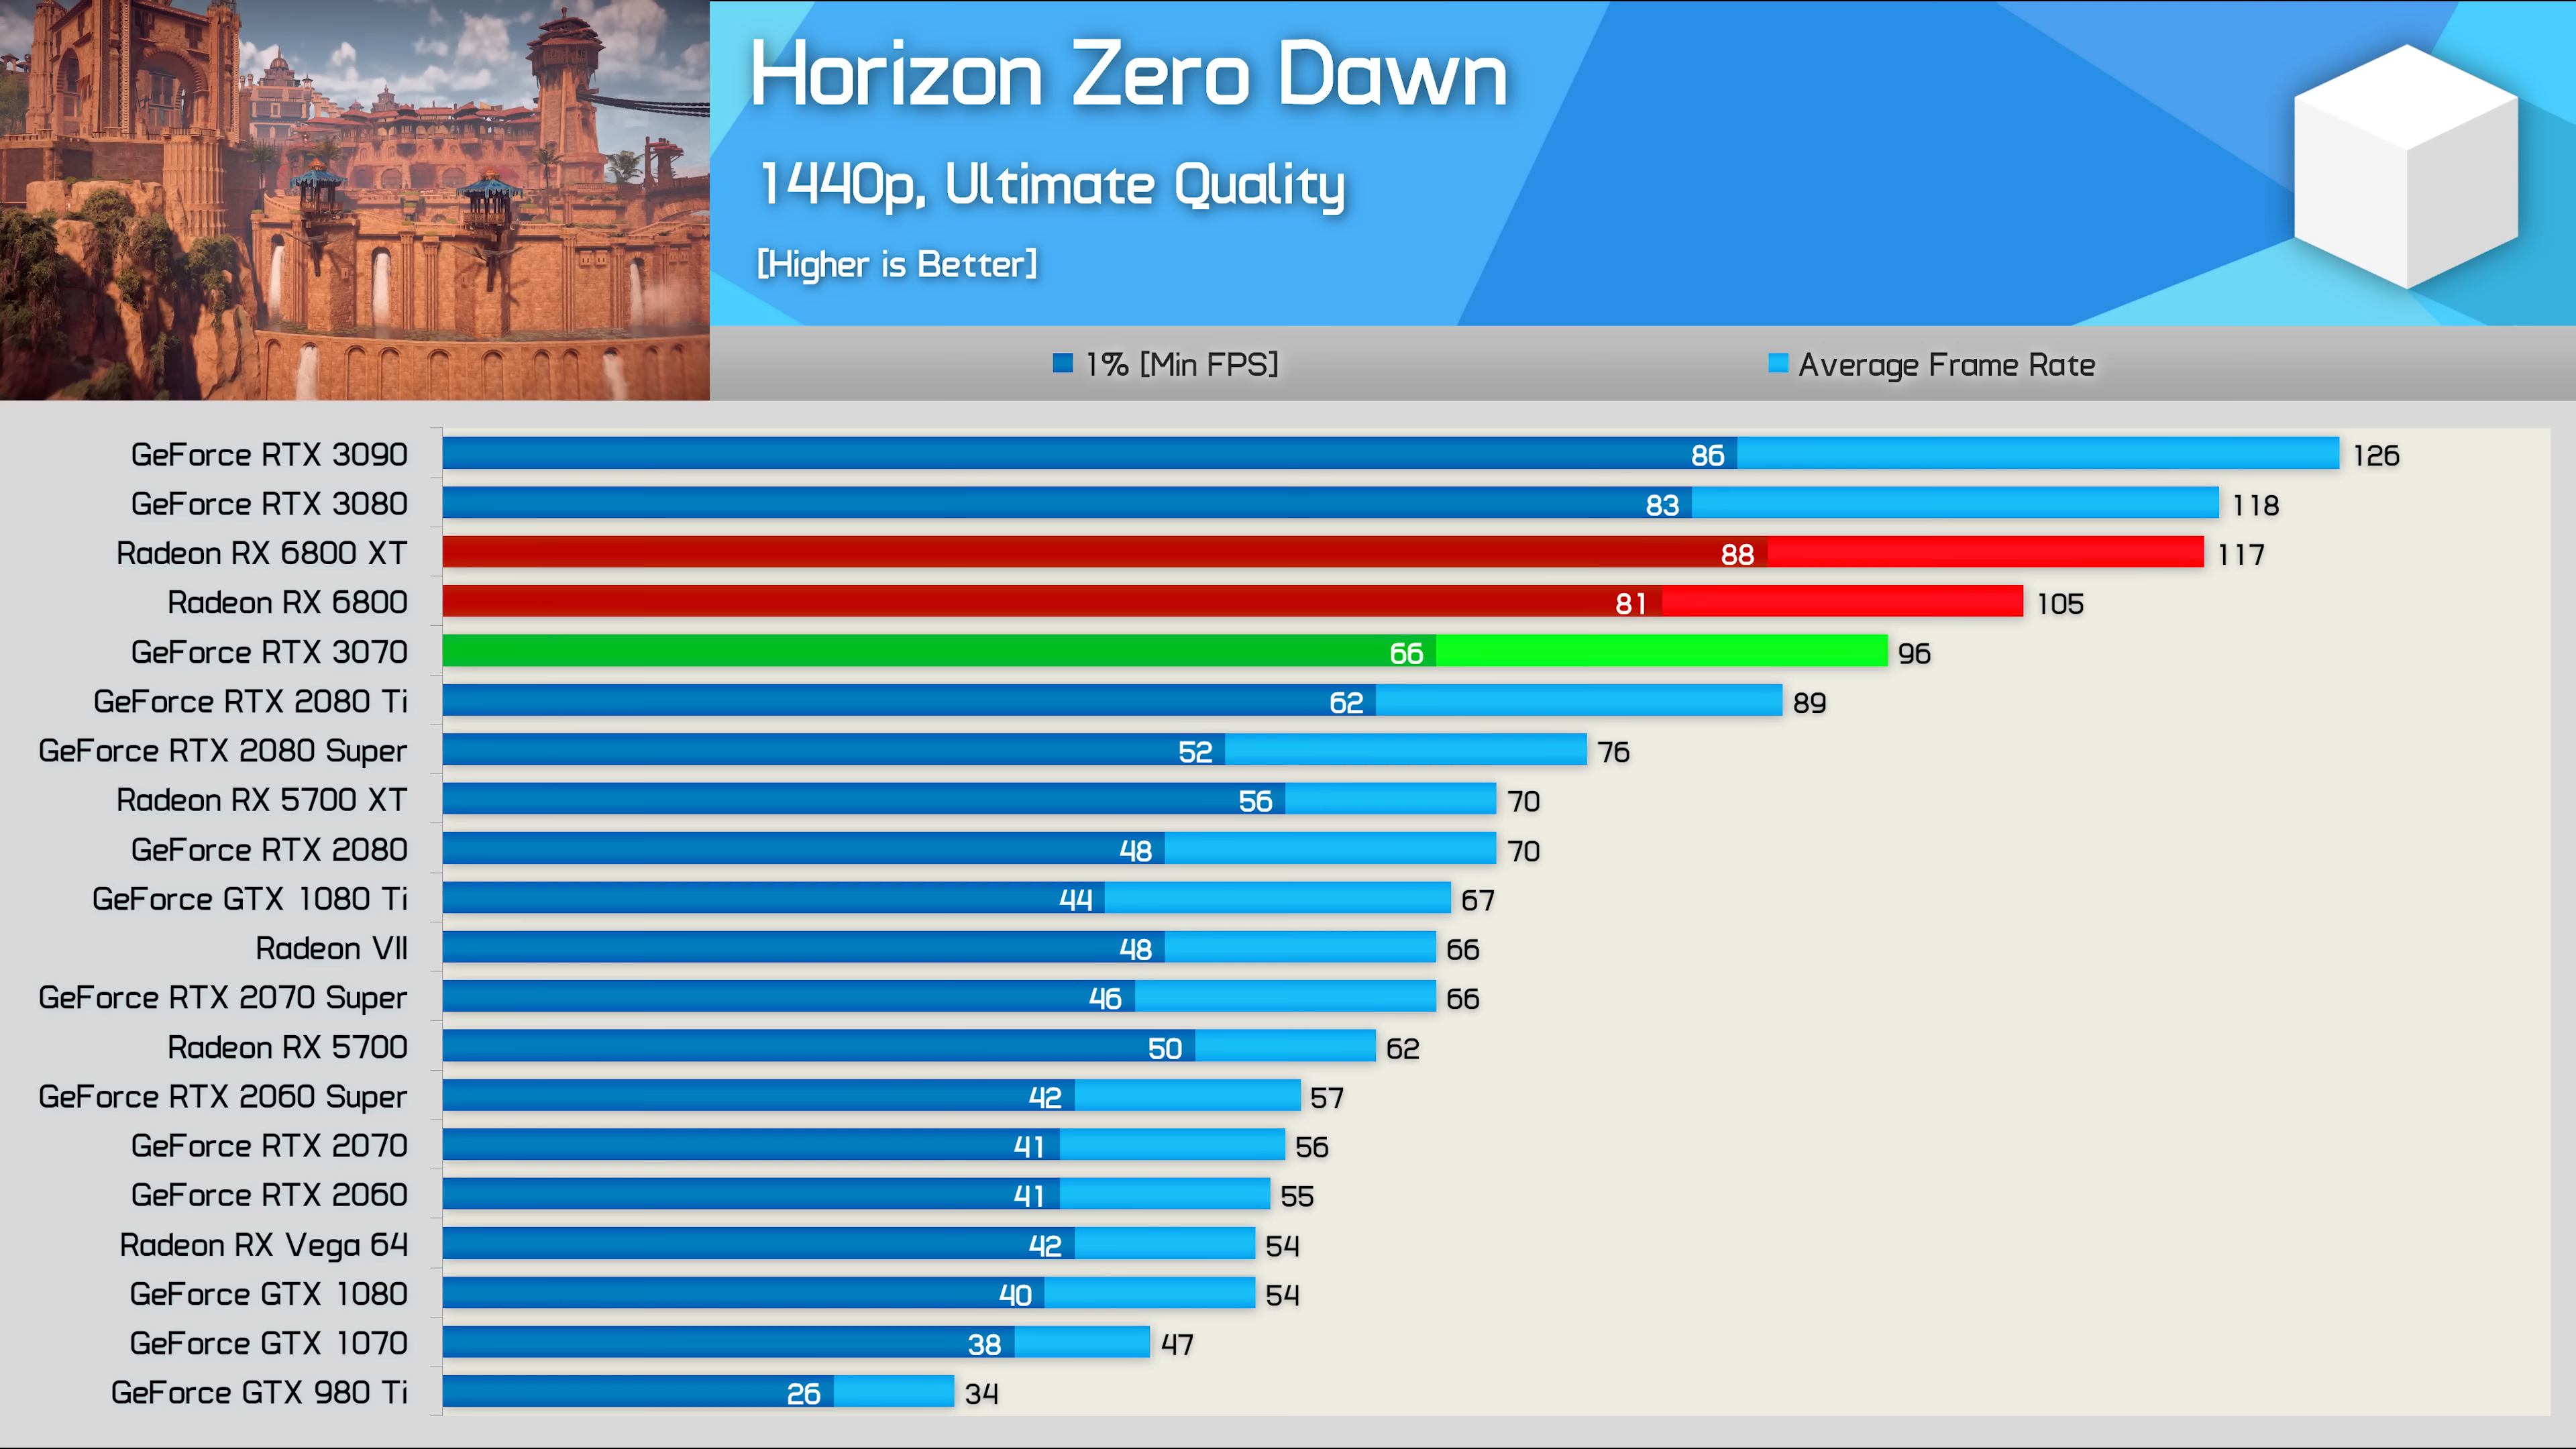 Horizon Zero Dawn
1440p, Ultimate Quality
[Higher is Better]
1% [Min FPS] Average Frame Rate
GeForce RTX 3090 86 126
GeForce RTX 3080 83 118
Radeon RX 6800 XT 88 117
Radeon RX 6800 81 105
GeForce RTX 3070 66 96
GeForce RTX 2080 Ti 62 89
GeForce RTX 2080 Super 52 76
Radeon RX 5700 XT 56 70
GeForce RTX 2080 48 70
GeForce GTX 1080 Ti 44 67
Radeon VII 48 66
GeForce RTX 2070 Super 46 66
Radeon RX 5700 50 62
GeForce RTX 2060 Super 42 57
GeForce RTX 2070 41 56
GeForce RTX 2060 41 55
Radeon RX Vega 64 42 54
GeForce GTX 1080 40 54
GeForce GTX 1070 38 47
GeForce GTX 980 Ti 26 34